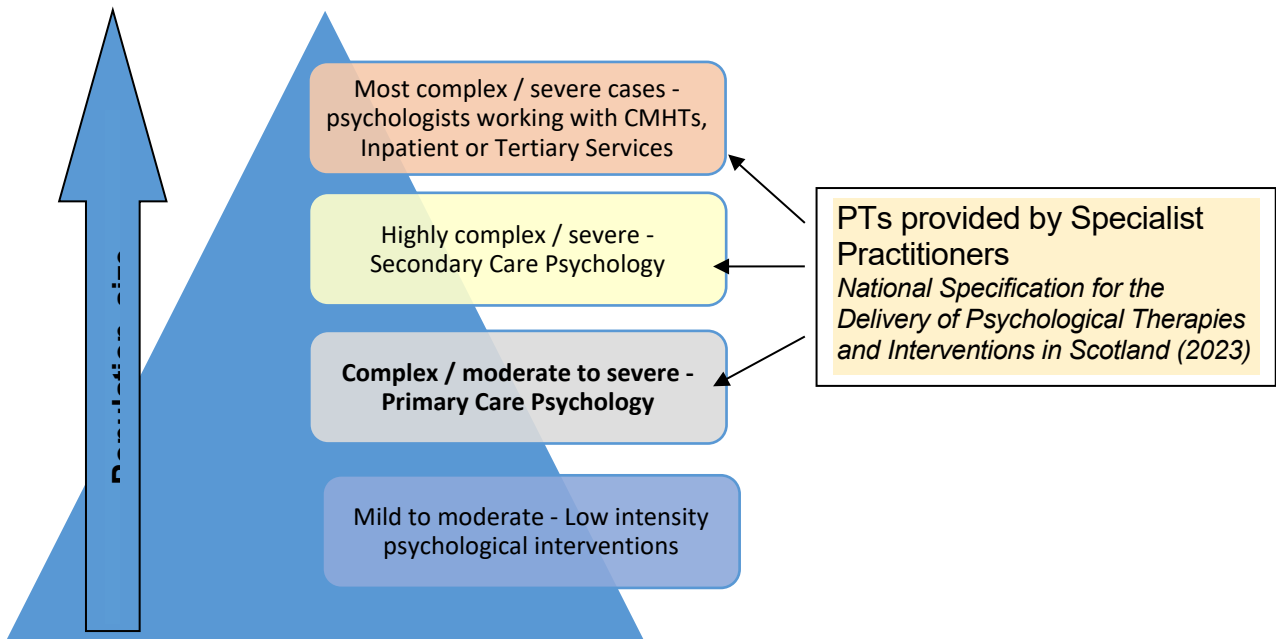 Most complex / severe cases -
psychologists working with CMHTs,
Inpatient or Tertiary Services
Highly complex / severe -
Secondary Care Psychology
Complex / moderate to severe -
Primary Care Psychology
Mild to moderate - Low intensity
psychological interventions
PTs provided by Specialist
Practitioners
National Specification for the
Delivery of Psychological Therapies
and Interventions in Scotland (2023)